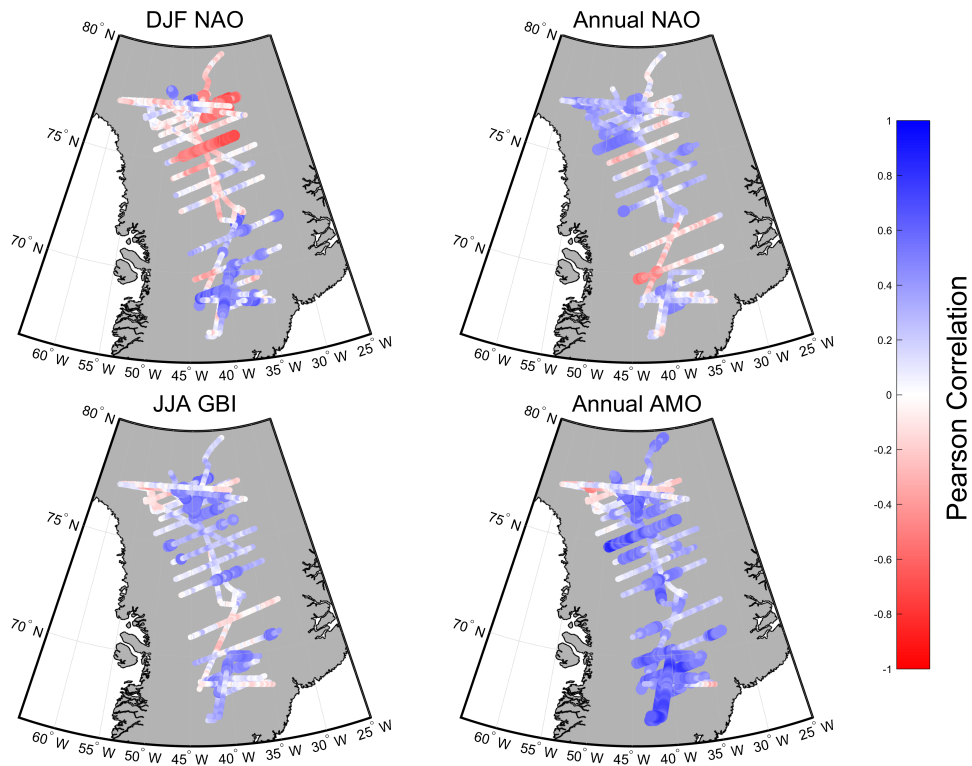 DJF NAO
80° N
75° N
70° N
60° W
55° W
50° W
45° W
40° W
35° W
30° W
25° W
Annual NAO
80° N
75° N
70° N
60° W
55° W
50° W
45° W
40° W
35° W
30° W
25° W
JJA GBI
80° N
75° N
70° N
60° W
55° W
50° W
45° W
40° W
35° W
30° W
25° W
Annual AMO
80° N
75° N
70° N
60° W
55° W
50° W
45° W
40° W
35° W
30° W
25° W
1
0.8
0.6
0.4
0.2
0
-0.2
-0.4
-0.6
-0.8
-1
Pearson Correlation